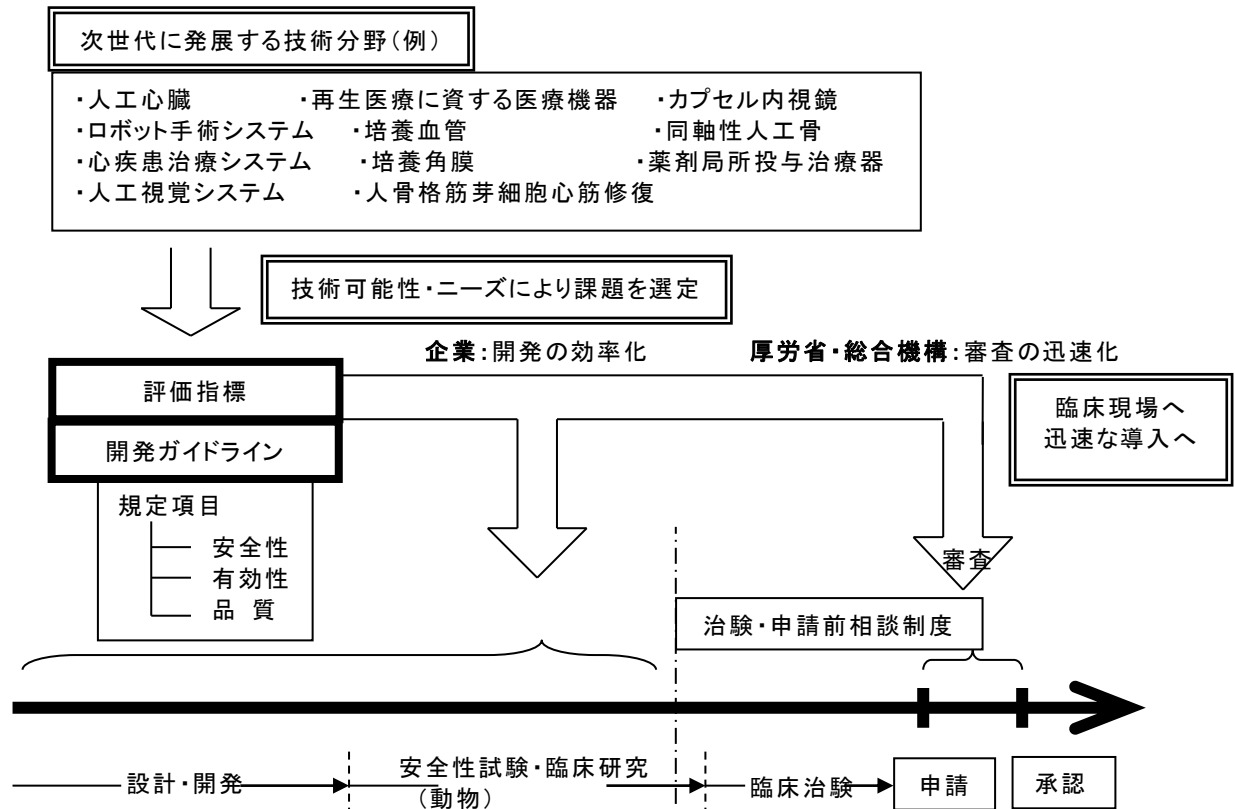 次世代に発展する技術分野(例)
・人工心臓　・再生医療に資する医療機器　・カプセル内視鏡
・ロボット手術システム　・培養血管　・同軸性人工骨
・心疾患治療システム　・培養角膜　・薬剤局所投与治療器
・人工視覚システム　・人骨格筋芽細胞心筋修復
技術可能性・ニーズにより課題を選定
企業:開発の効率化　厚労省・総合機構:審査の迅速化
評価指標
開発ガイドライン
臨床現場へ
迅速な導入へ
規定項目
安全性
有効性
品 質
審査
治験・申請前相談制度
設計・開発
安全性試験・臨床研究
(動物)
臨床治験
申請
承認